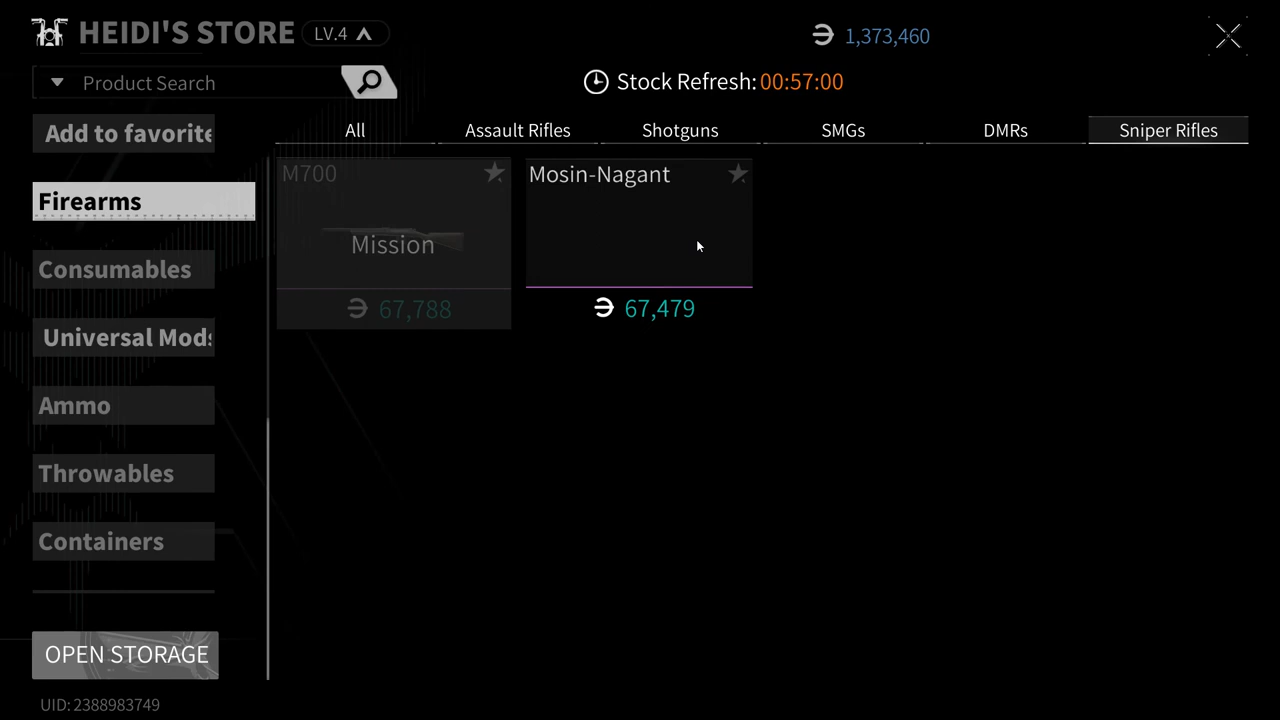 HEIDI'S STORE LV.4
1,373,460
Product Search
Stock Refresh: 00:57:00
Add to favorite
All
Assault Rifles
Shotguns
SMGs
DMRs
Sniper Rifles
Firearms
Consumables
Universal Mods
Ammo
Throwables
Containers
M700
Mission
67,788
Mosin-Nagant
67,479
OPEN STORAGE
UID: 2388983749